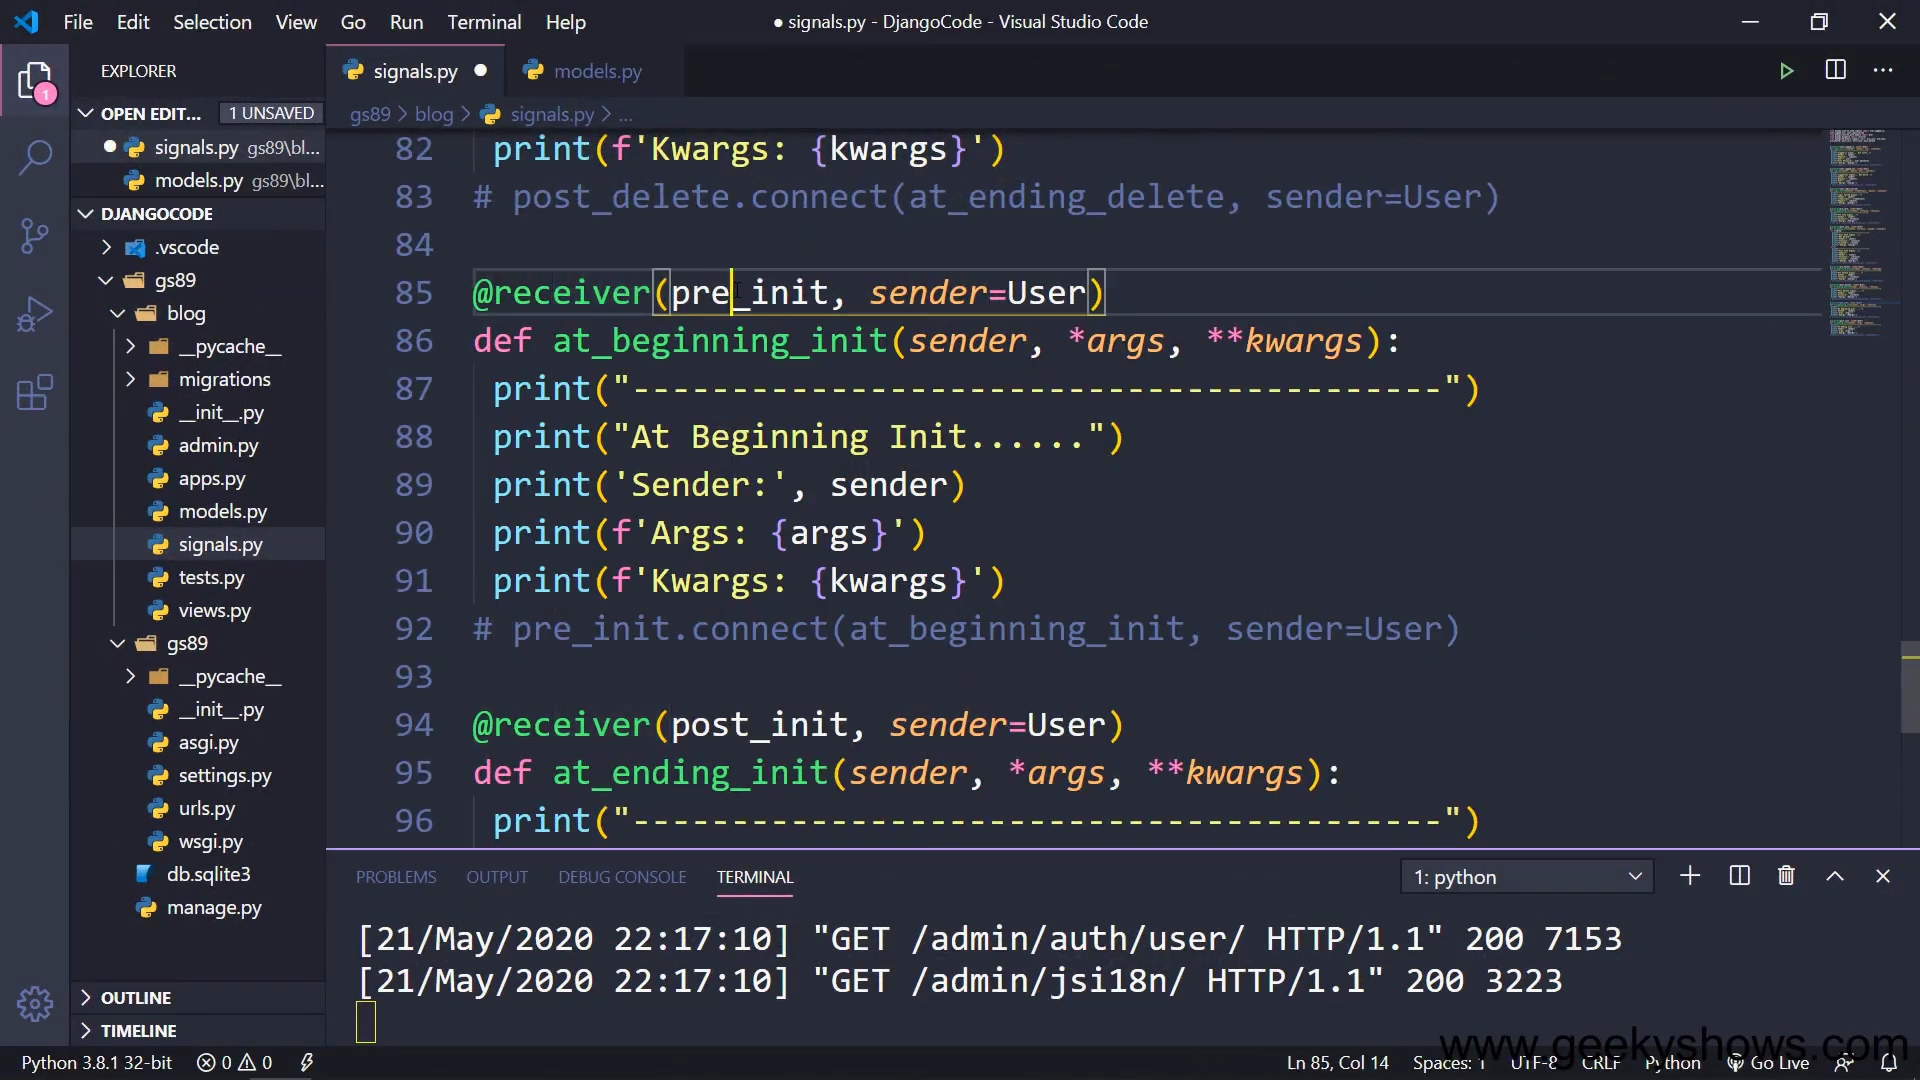 File Edit Selection View Go Run Terminal Help
● signals.py - DjangoCode - Visual Studio Code
EXPLORER
signals.py
models.py
OPEN EDIT...
1 UNSAVED
signals.py gs89\bl...
models.py gs89\bl...
DJANGOCODE
.vscode
gs89
blog
__pycache__
migrations
__init__.py
admin.py
apps.py
models.py
signals.py
tests.py
views.py
gs89
__pycache__
__init__.py
asgi.py
settings.py
urls.py
wsgi.py
db.sqlite3
manage.py
OUTLINE
TIMELINE
gs89 > blog > signals.py > ...
82 print(f'Kwargs: {kwargs}')
83 # post_delete.connect(at_ending_delete, sender=User)
84
85 @receiver(pre_init, sender=User)
86 def at_beginning_init(sender, *args, **kwargs):
87 print("-----------------------------------------")
88 print("At Beginning Init......")
89 print('Sender:', sender)
90 print(f'Args: {args}')
91 print(f'Kwargs: {kwargs}')
92 # pre_init.connect(at_beginning_init, sender=User)
93
94 @receiver(post_init, sender=User)
95 def at_ending_init(sender, *args, **kwargs):
96 print("-----------------------------------------")
PROBLEMS OUTPUT DEBUG CONSOLE TERMINAL
1: python
[21/May/2020 22:17:10] "GET /admin/auth/user/ HTTP/1.1" 200 7153
[21/May/2020 22:17:10] "GET /admin/jsi18n/ HTTP/1.1" 200 3223
www.geekyshows.com
Python 3.8.1 32-bit
0 0
Ln 85, Col 14
Spaces: 1
UTF-8
CRLF
Python
Go Live
1